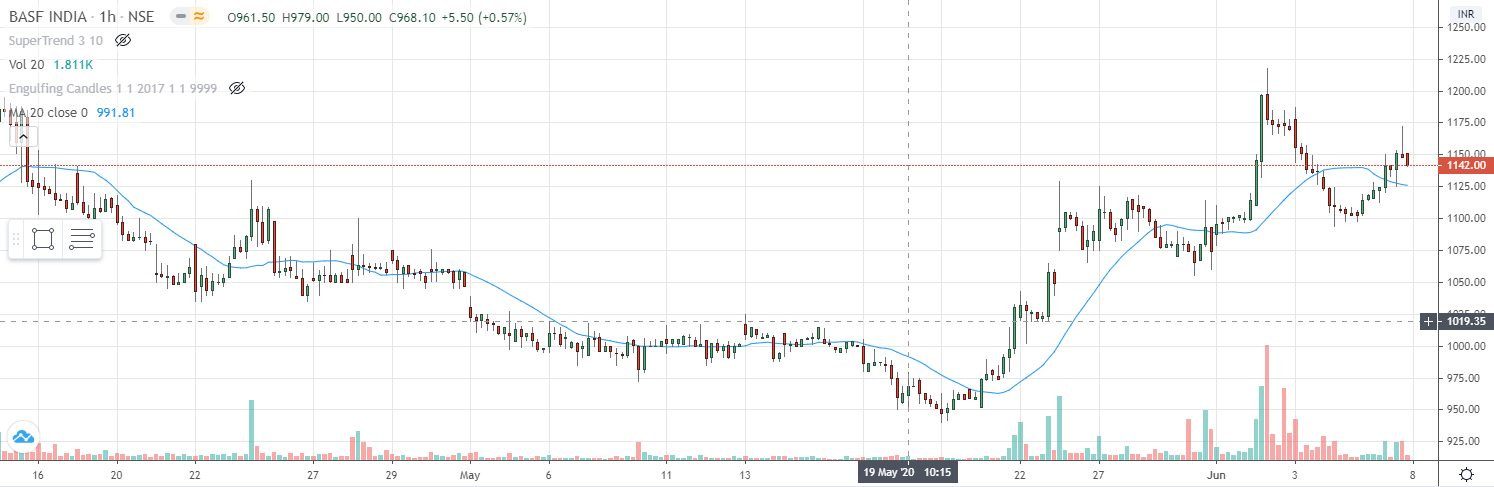 BASF INDIA · 1h · NSE O961.50 H979.00 L950.00 C968.10 +5.50 (+0.57%)
SuperTrend 3 10
Vol 20 1.811K
Engulfing Candles 1 1 2017 1 1 9999
MA 20 close 0 991.81
INR
1250.00
1225.00
1200.00
1175.00
1150.00
1142.00
1125.00
1100.00
1075.00
1050.00
1019.35
1000.00
975.00
950.00
925.00
16 20 22 27 29 May 6 11 13 19 May '20 10:15 22 27 Jun 3 8